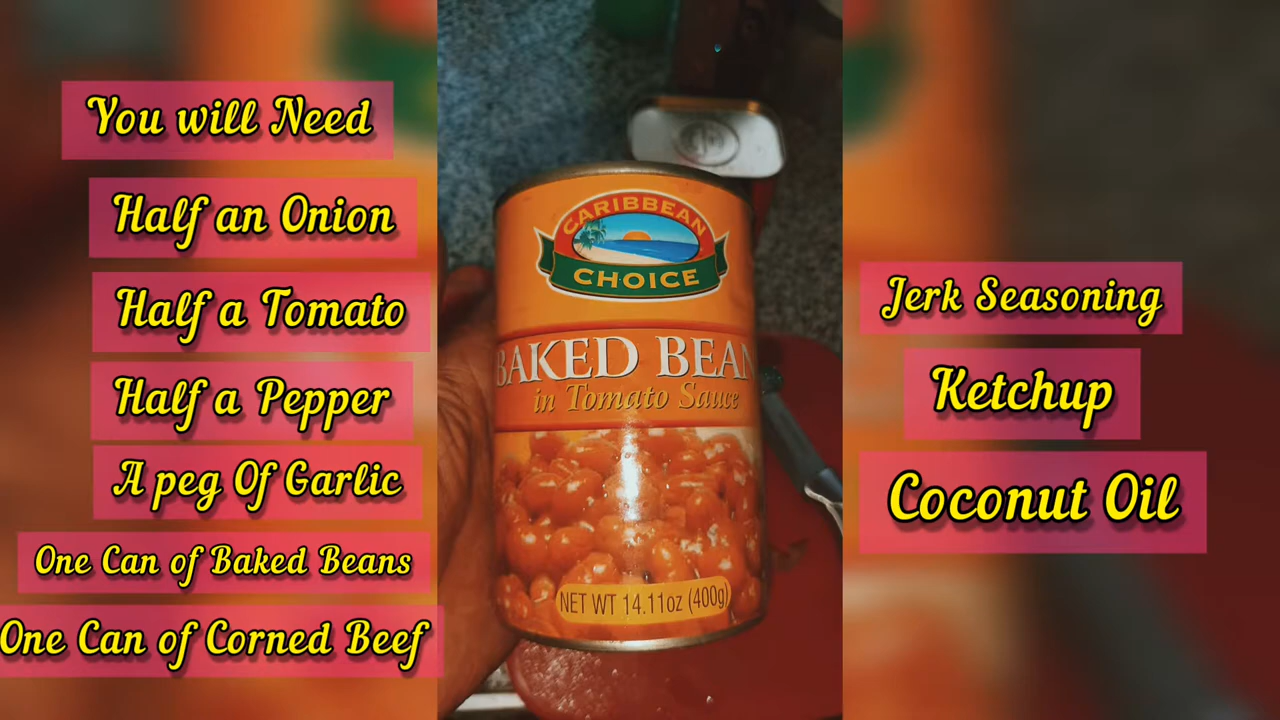 You will Need
Half an Onion
Half a Tomato
Half a Pepper
A peg Of Garlic
One Can of Baked Beans
One Can of Corned Beef
CARIBBEAN
CHOICE
BAKED BEAN
in Tomato Sauce
NET WT 14.11oz (400g)
Jerk Seasoning
Ketchup
Coconut Oil